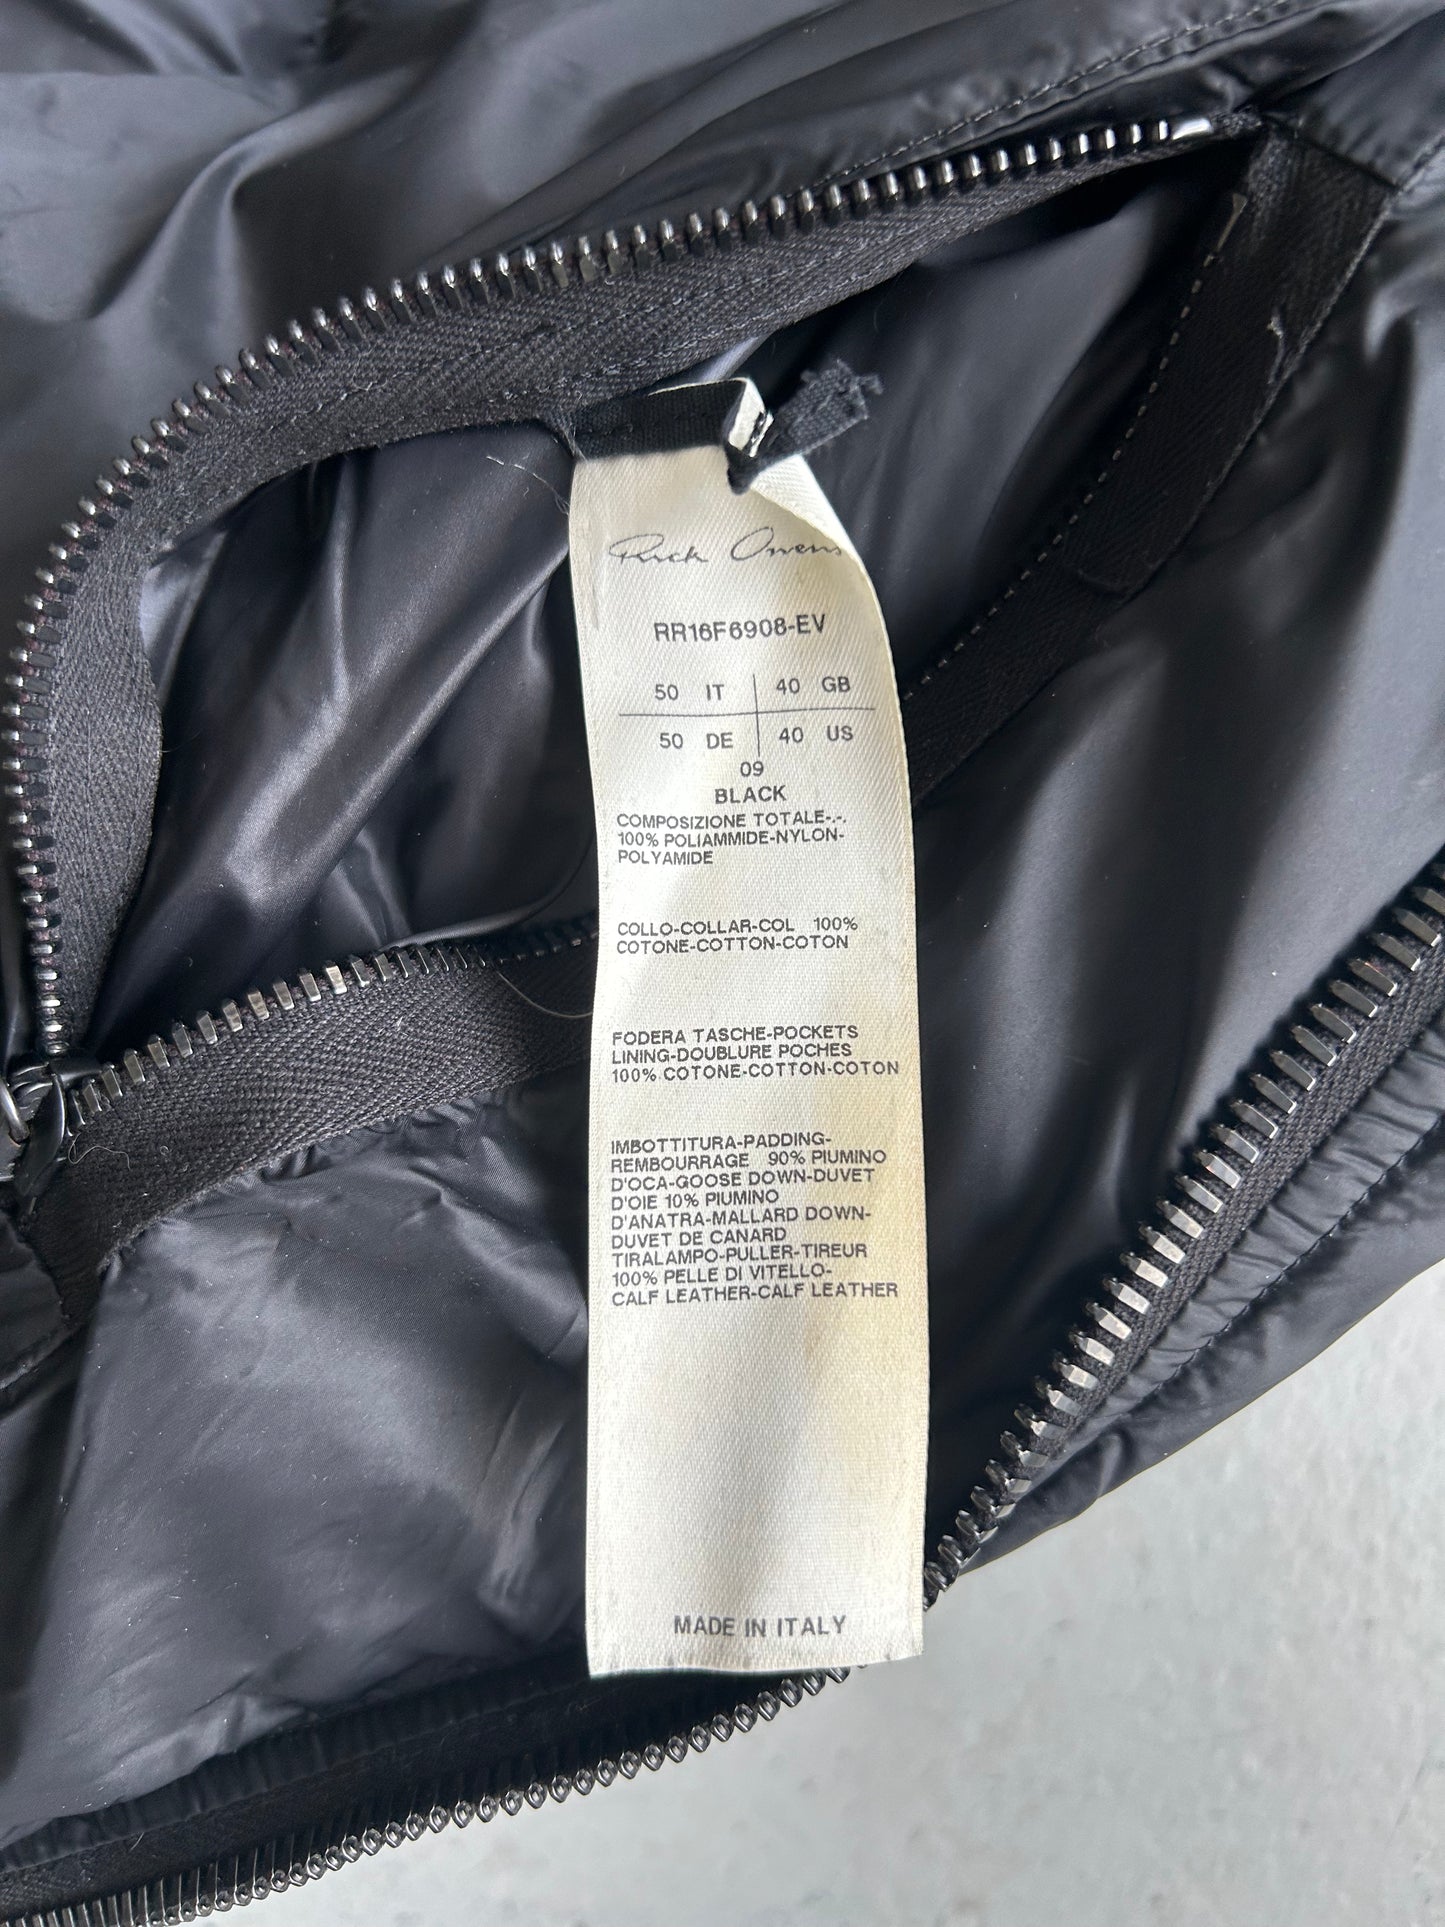 Rick Owens
RR16F6908-EV
50 IT 40 GB
50 DE 40 US
09
BLACK
COMPOSIZIONE TOTALE-.-.
100% POLIAMMIDE-NYLON-
POLYAMIDE
COLLO-COLLAR-COL 100%
COTONE-COTTON-COTON
FODERA TASCHE-POCKETS
LINING-DOUBLURE POCHES
100% COTONE-COTTON-COTON
IMBOTTITURA-PADDING-
REMBOURRAGE 90% PIUMINO
D'OCA-GOOSE DOWN-DUVET
D'OIE 10% PIUMINO
D'ANATRA-MALLARD DOWN-
DUVET DE CANARD
TIRALAMPO-PULLER-TIREUR
100% PELLE DI VITELLO-
CALF LEATHER-CALF LEATHER
MADE IN ITALY